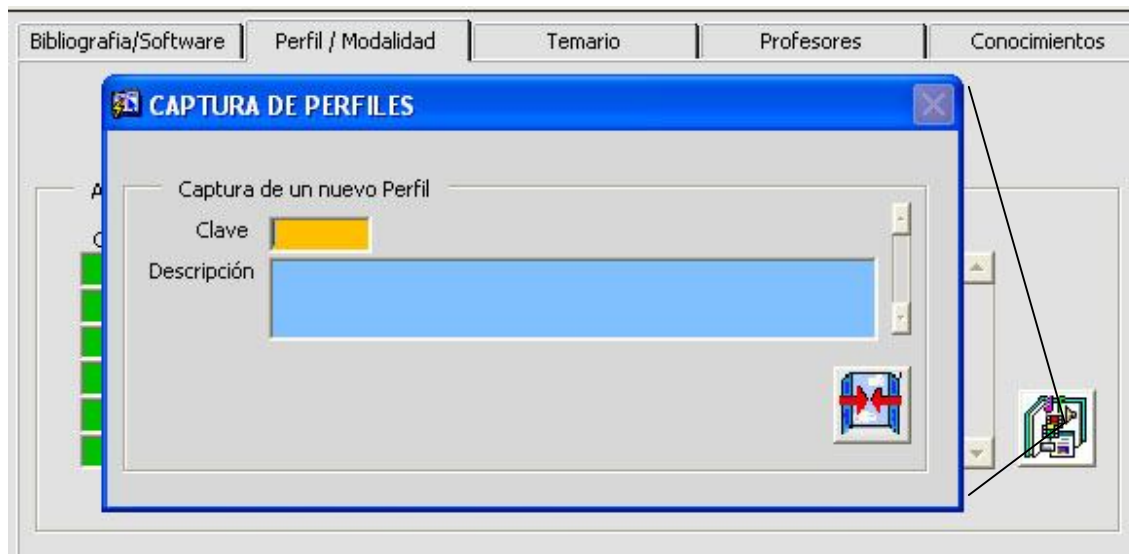 Bibliografia/Software Perfil / Modalidad Temario Profesores Conocimientos
CAPTURA DE PERFILES
Captura de un nuevo Perfil
Clave
Descripción